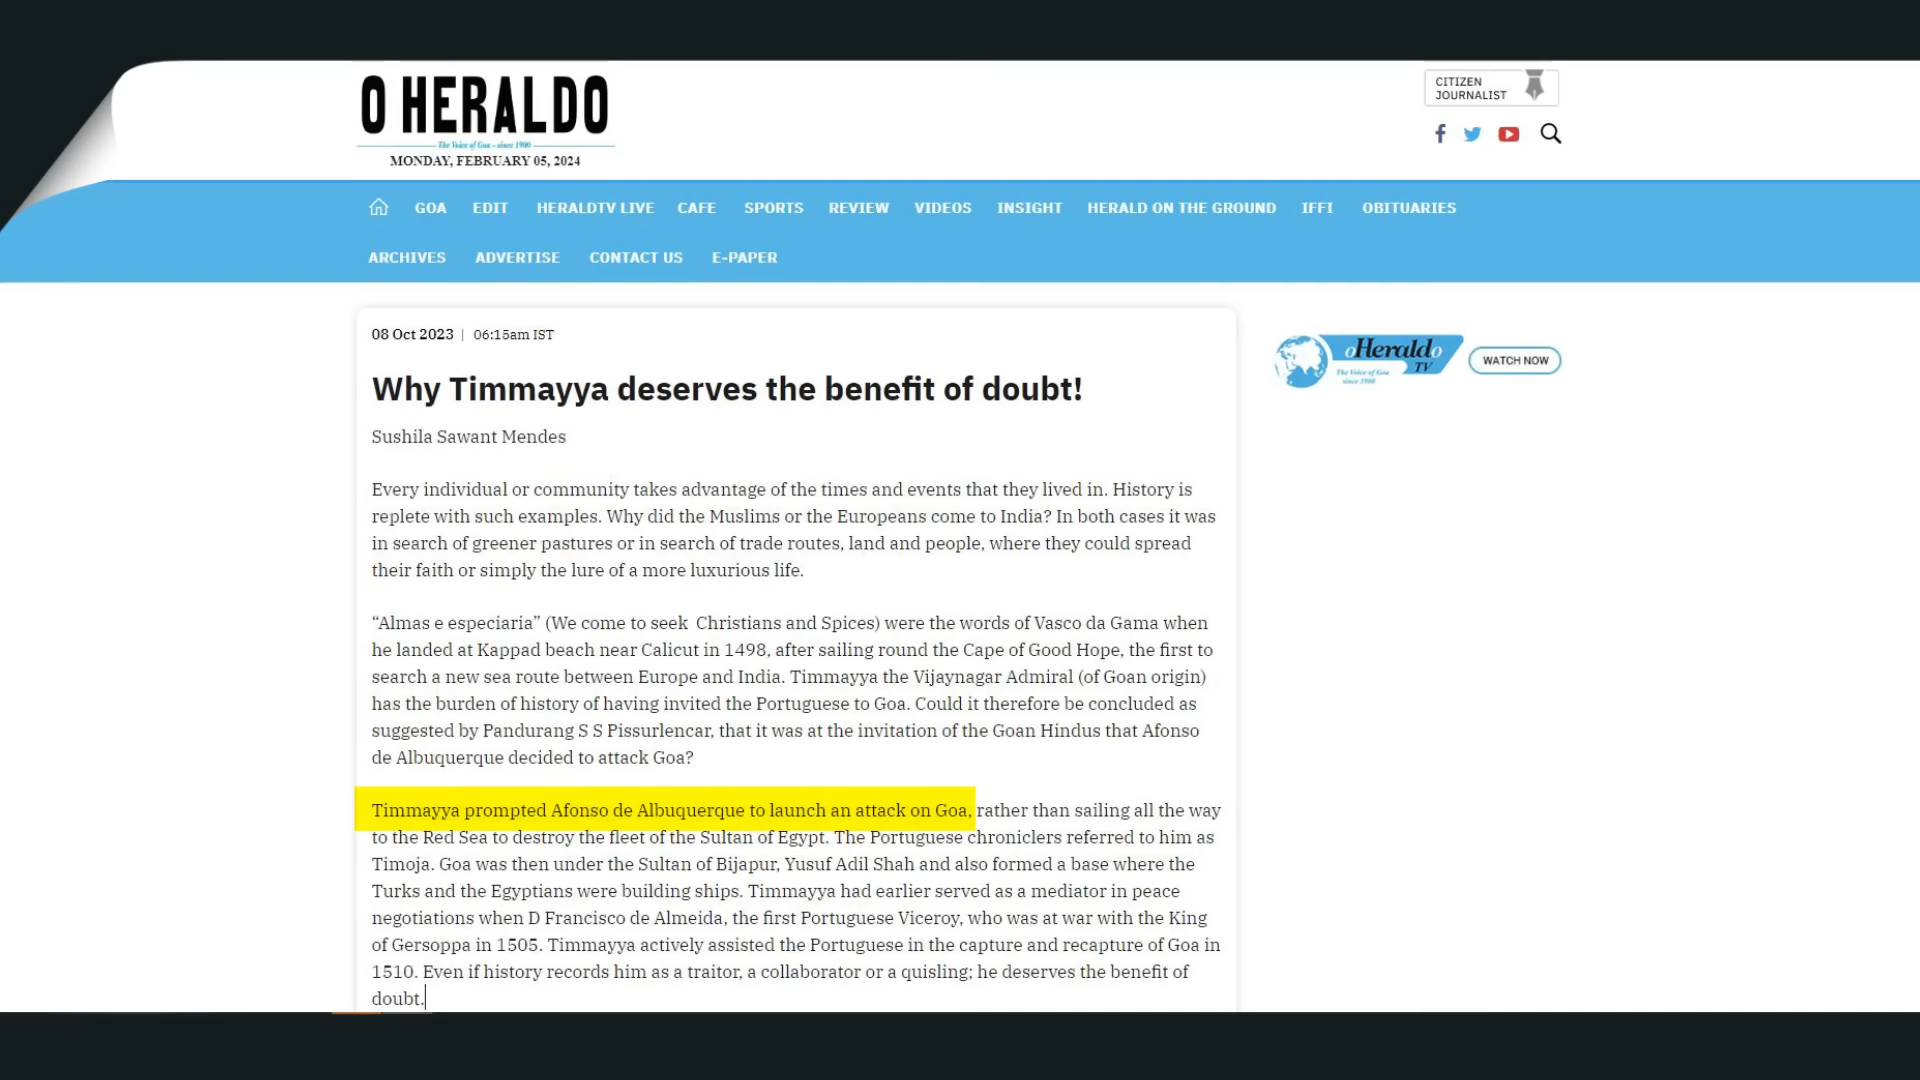 O HERALDO
The Voice of Goa - since 1900
MONDAY, FEBRUARY 05, 2024
CITIZEN
JOURNALIST
GOA EDIT HERALDTV LIVE CAFE SPORTS REVIEW VIDEOS INSIGHT HERALD ON THE GROUND IFFI OBITUARIES
ARCHIVES ADVERTISE CONTACT US E-PAPER
08 Oct 2023 | 06:15am IST
Why Timmayya deserves the benefit of doubt!
Sushila Sawant Mendes
Every individual or community takes advantage of the times and events that they lived in. History is
replete with such examples. Why did the Muslims or the Europeans come to India? In both cases it was
in search of greener pastures or in search of trade routes, land and people, where they could spread
their faith or simply the lure of a more luxurious life.
“Almas e especiaria” (We come to seek Christians and Spices) were the words of Vasco da Gama when
he landed at Kappad beach near Calicut in 1498, after sailing round the Cape of Good Hope, the first to
search a new sea route between Europe and India. Timmayya the Vijaynagar Admiral (of Goan origin)
has the burden of history of having invited the Portuguese to Goa. Could it therefore be concluded as
suggested by Pandurang S S Pissurlencar, that it was at the invitation of the Goan Hindus that Afonso
de Albuquerque decided to attack Goa?
Timmayya prompted Afonso de Albuquerque to launch an attack on Goa, rather than sailing all the way
to the Red Sea to destroy the fleet of the Sultan of Egypt. The Portuguese chroniclers referred to him as
Timoja. Goa was then under the Sultan of Bijapur, Yusuf Adil Shah and also formed a base where the
Turks and the Egyptians were building ships. Timmayya had earlier served as a mediator in peace
negotiations when D Francisco de Almeida, the first Portuguese Viceroy, who was at war with the King
of Gersoppa in 1505. Timmayya actively assisted the Portuguese in the capture and recapture of Goa in
1510. Even if history records him as a traitor, a collaborator or a quisling; he deserves the benefit of
doubt.
oHeraldo
TV
The Voice of Goa
since 1900
WATCH NOW